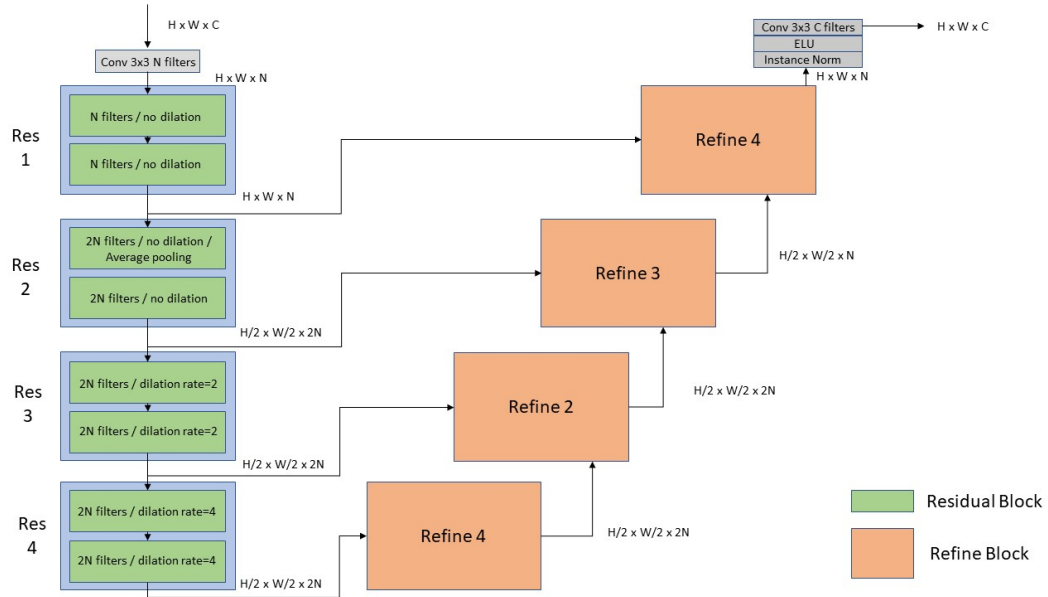 H x W x C
Conv 3x3 N filters
H x W x N
Res
1
N filters / no dilation
N filters / no dilation
H x W x N
Res
2
2N filters / no dilation /
Average pooling
2N filters / no dilation
H/2 x W/2 x 2N
Res
3
2N filters / dilation rate=2
2N filters / dilation rate=2
H/2 x W/2 x 2N
Res
4
2N filters / dilation rate=4
2N filters / dilation rate=4
H/2 x W/2 x 2N
Refine 4
H/2 x W/2 x 2N
Refine 2
H/2 x W/2 x 2N
Refine 3
H/2 x W/2 x N
Refine 4
H x W x N
Conv 3x3 C filters
ELU
Instance Norm
H x W x C
Residual Block
Refine Block